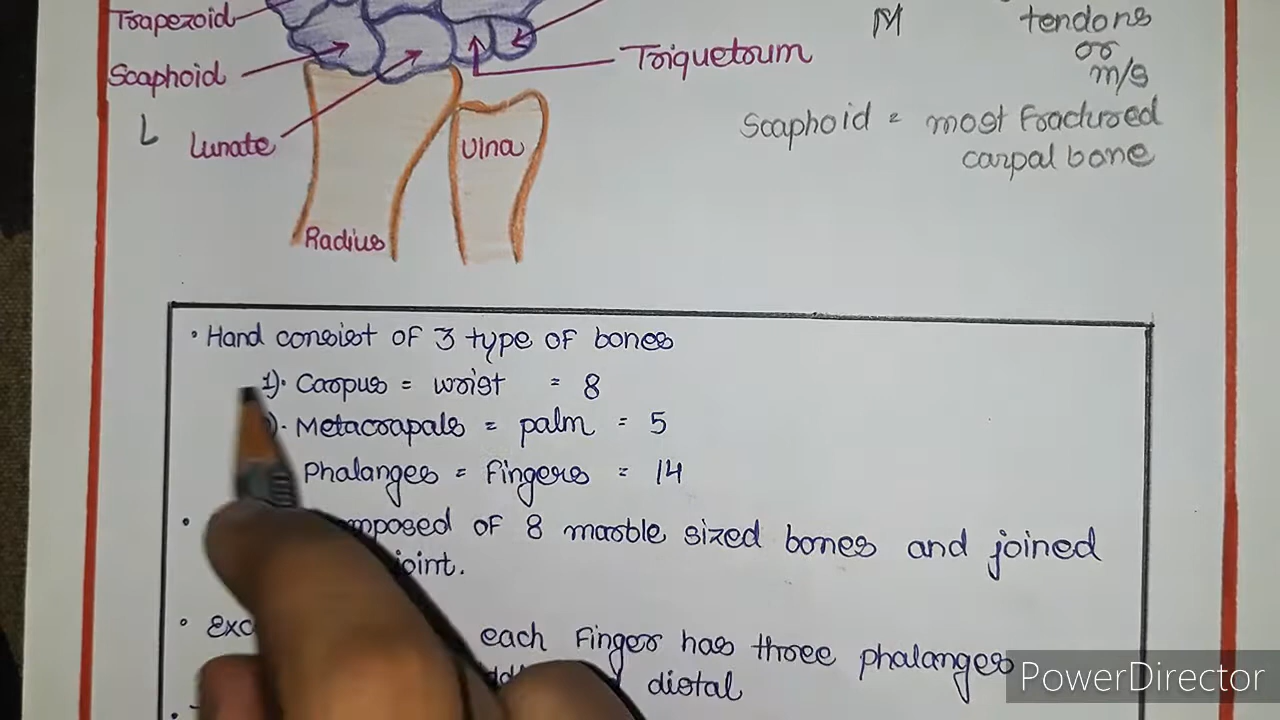 Trapezoid
Scaphoid
L
Lunate
Radius
Ulna
Triquetrum
M
tendons
or
m/s
Scaphoid = most fractured
carpal bone
• Hand consist of 3 type of bones
1). Carpus = wrist = 8
). Metacrapals = palm = 5
Phalanges = Fingers = 14
• mposed of 8 marble sized bones and joined
joint.
• exc each Finger has three phalanges
distal
PowerDirector